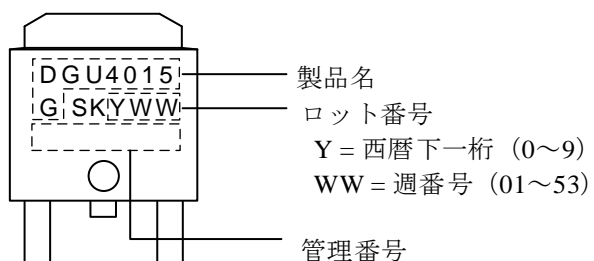 DGU4015
G SKYWW
製品名
ロット番号
Y = 西暦下一桁（0～9）
WW = 週番号（01～53）
管理番号